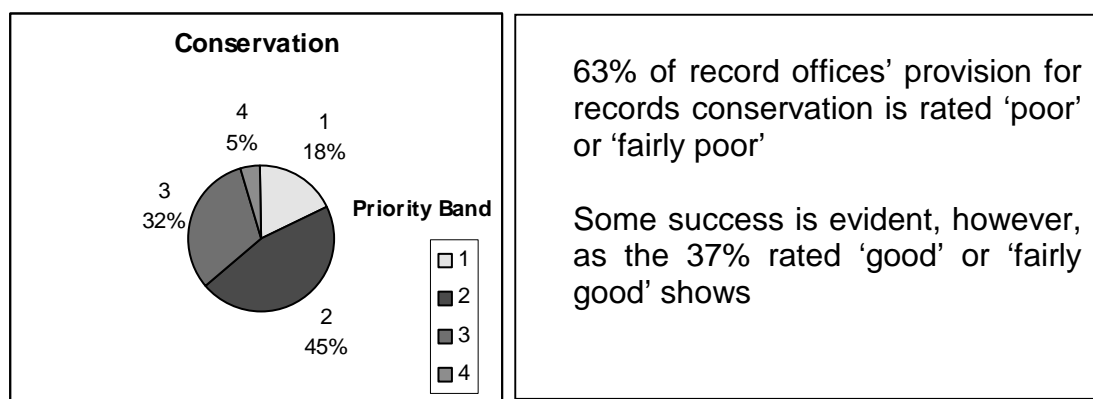 Conservation
4
5%
1
18%
3
32%
Priority Band
1
2
3
4
2
45%
63% of record offices’ provision for
records conservation is rated ‘poor’
or ‘fairly poor’
Some success is evident, however,
as the 37% rated ‘good’ or ‘fairly
good’ shows